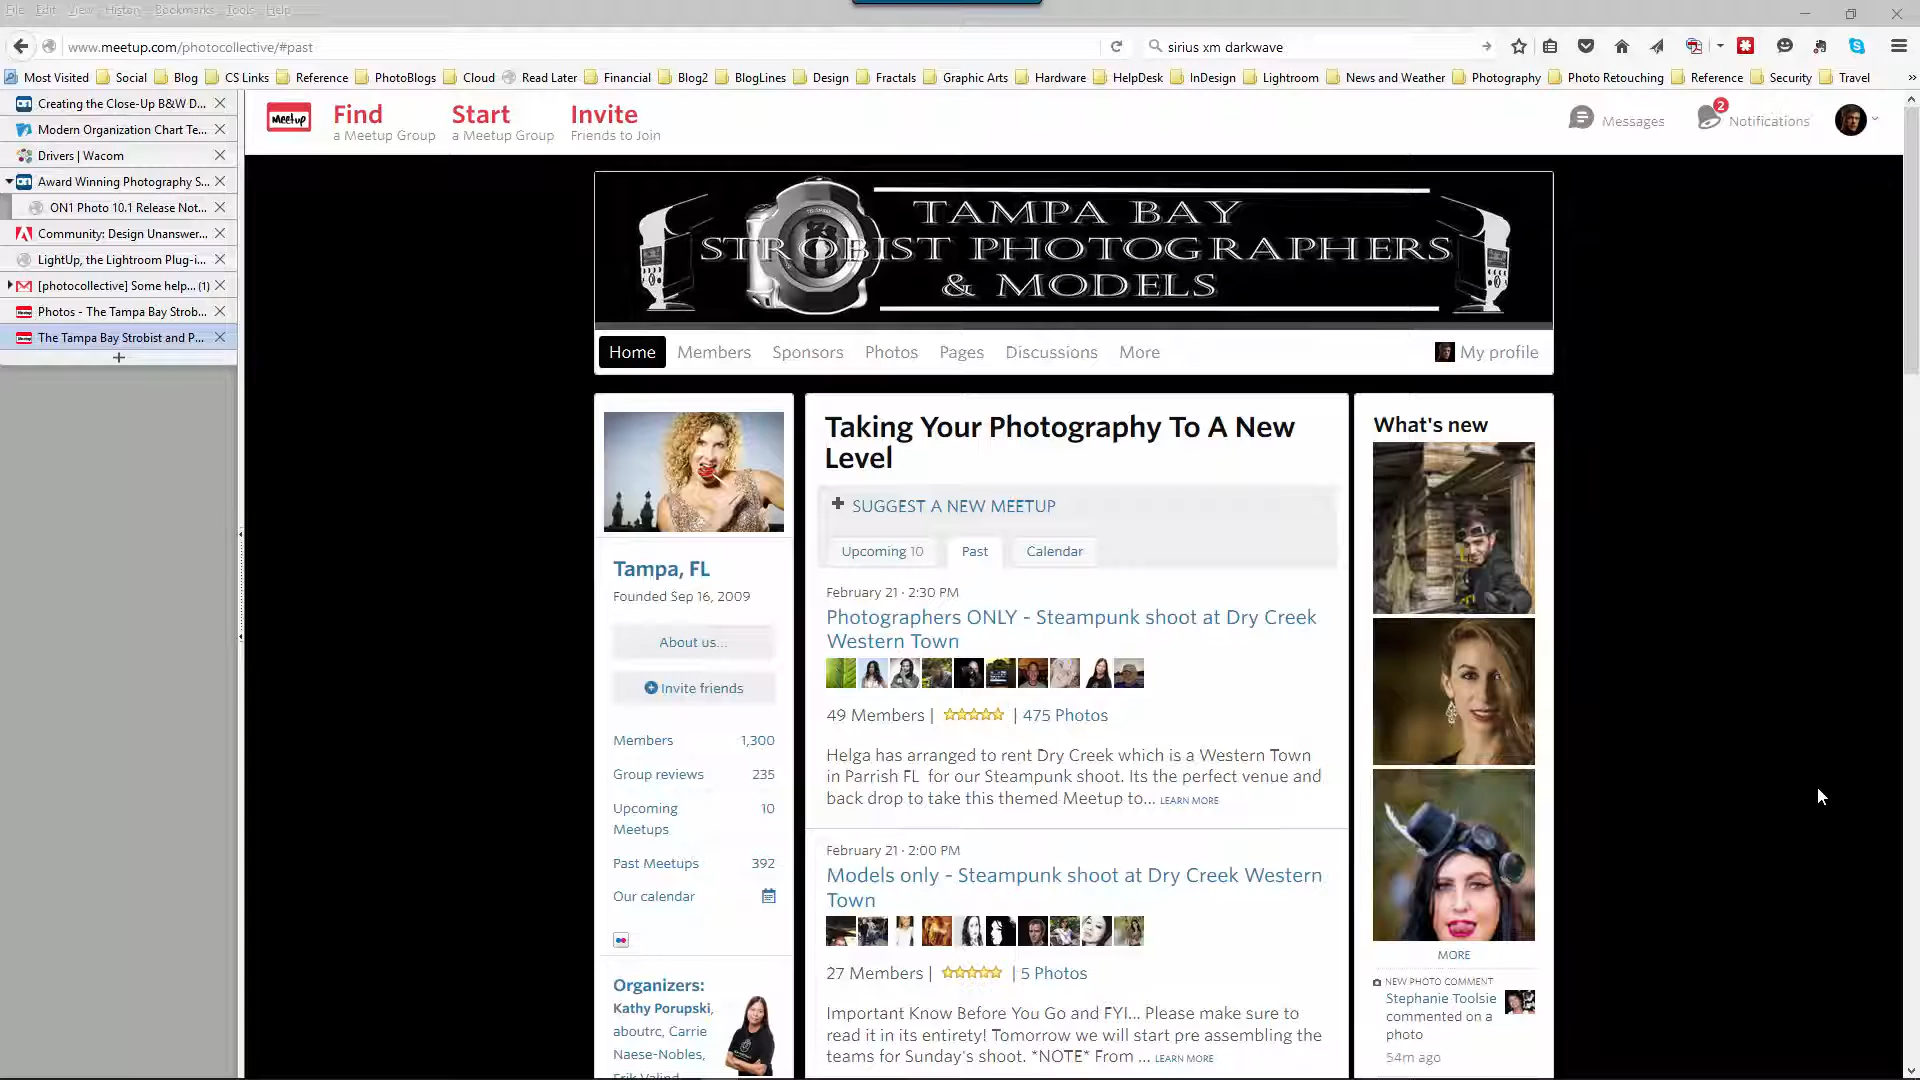 File Edit View History Bookmarks Tools Help
www.meetup.com/photocollective/#past
sirius xm darkwave
Most Visited Social Blog CS Links Reference PhotoBlogs Cloud Read Later Financial Blog2 BlogLines Design Fractals Graphic Arts Hardware HelpDesk InDesign Lightroom News and Weather Photography Photo Retouching Reference Security Travel »
Creating the Close-Up B&W D...
Modern Organization Chart Te...
Drivers | Wacom
Award Winning Photography S...
ON1 Photo 10.1 Release Not...
Community: Design Unanswer...
LightUp, the Lightroom Plug-i...
[photocollective] Some help... (1)
Photos - The Tampa Bay Strob...
The Tampa Bay Strobist and P...
Meetup
Find
a Meetup Group
Start
a Meetup Group
Invite
Friends to Join
Messages
2
Notifications
TAMPA BAY
STROBIST PHOTOGRAPHERS
& MODELS
Home Members Sponsors Photos Pages Discussions More My profile
Tampa, FL
Founded Sep 16, 2009
About us...
Invite friends
Members 1,300
Group reviews 235
Upcoming Meetups 10
Past Meetups 392
Our calendar
Organizers:
Kathy Porupski,
aboutrc, Carrie
Naese-Nobles,
Taking Your Photography To A New
Level
SUGGEST A NEW MEETUP
Upcoming 10 Past Calendar
February 21 · 2:30 PM
Photographers ONLY - Steampunk shoot at Dry Creek
Western Town
49 Members | | 475 Photos
Helga has arranged to rent Dry Creek which is a Western Town
in Parrish FL for our Steampunk shoot. Its the perfect venue and
back drop to take this themed Meetup to... LEARN MORE
February 21 · 2:00 PM
Models only - Steampunk shoot at Dry Creek Western
Town
27 Members | | 5 Photos
Important Know Before You Go and FYI... Please make sure to
read it in its entirety! Tomorrow we will start pre assembling the
teams for Sunday's shoot. *NOTE* From ... LEARN MORE
What's new
MORE
NEW PHOTO COMMENT
Stephanie Toolsie
commented on a
photo
54m ago